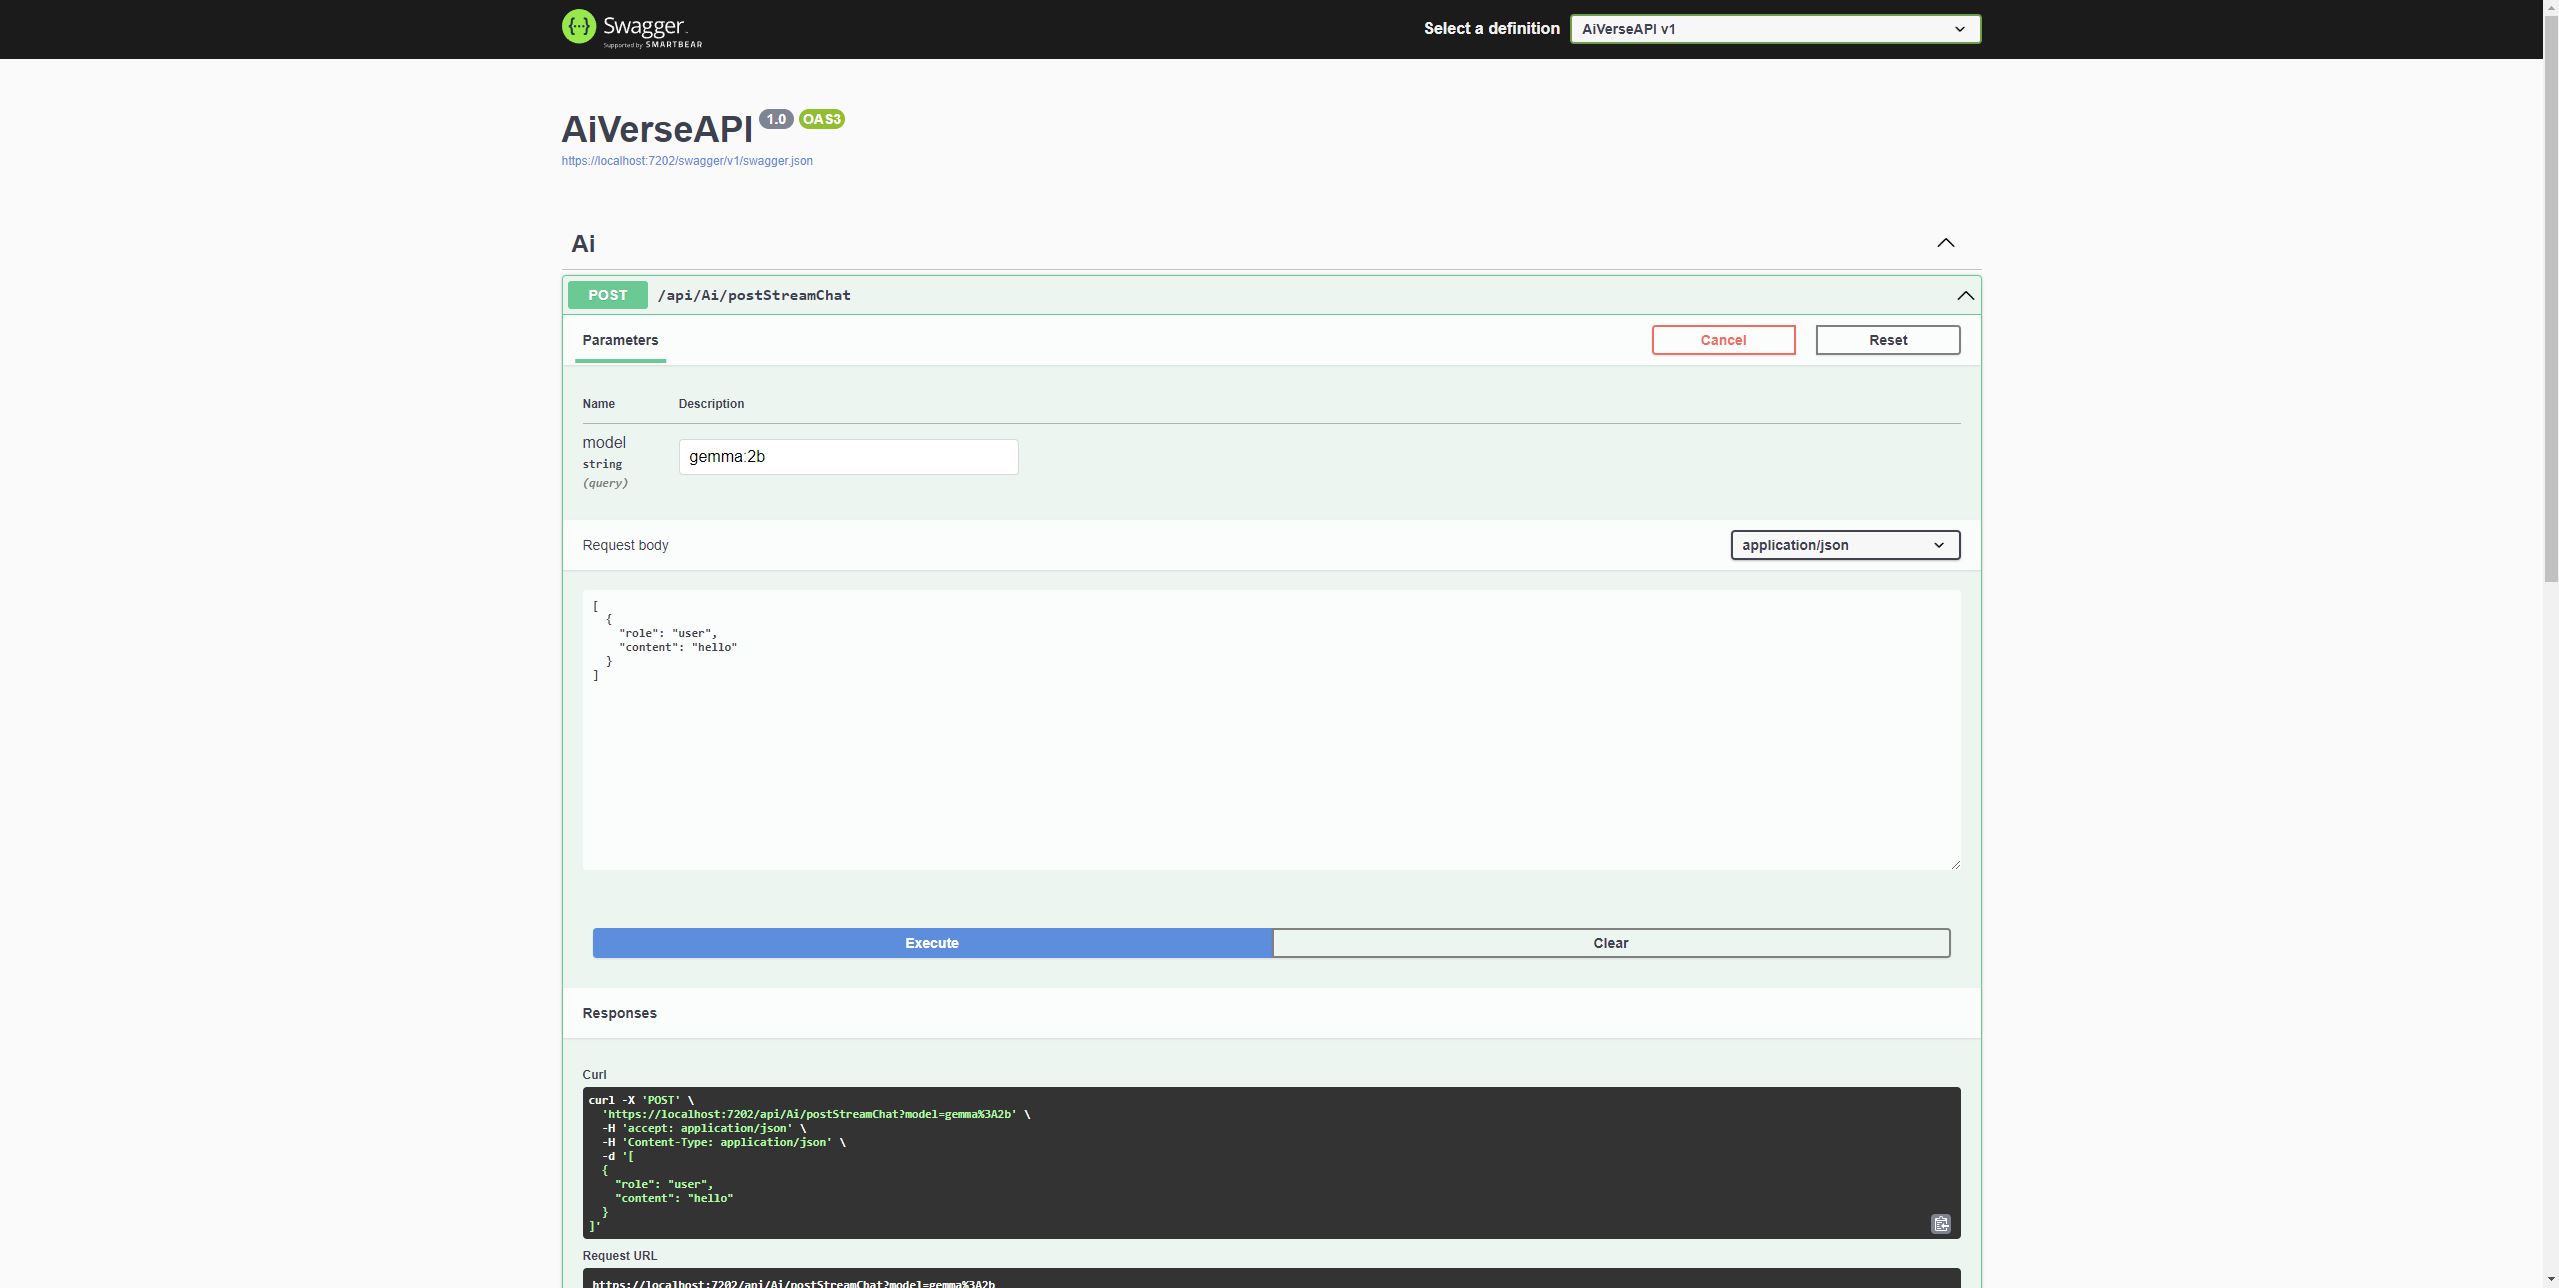 Swagger
Supported by SMARTBEAR
Select a definition
AiVerseAPI v1
AiVerseAPI 1.0 OAS3
https://localhost:7202/swagger/v1/swagger.json
Ai
POST /api/Ai/postStreamChat
Parameters
Cancel
Reset
Name Description
model
string
(query)
gemma:2b
Request body
application/json
[
  {
    "role": "user",
    "content": "hello"
  }
]
Execute
Clear
Responses
Curl
curl -X 'POST' \
  'https://localhost:7202/api/Ai/postStreamChat?model=gemma%3A2b' \
  -H 'accept: application/json' \
  -H 'Content-Type: application/json' \
  -d '[
  {
    "role": "user",
    "content": "hello"
  }
]'
Request URL
https://localhost:7202/api/Ai/postStreamChat?model=gemma%3A2b